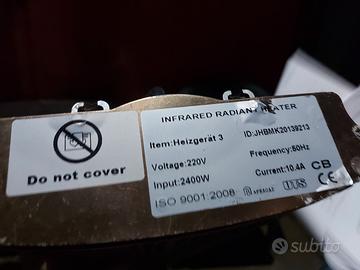 INFRARED RADIANT HEATER
Item:Heizgerät 3
ID:JHBMK20139213
Voltage:220V
Frequency:50Hz
Input:2400W
Current:10.4A
CB
ISO 9001:2008
CE
Do not cover
subito